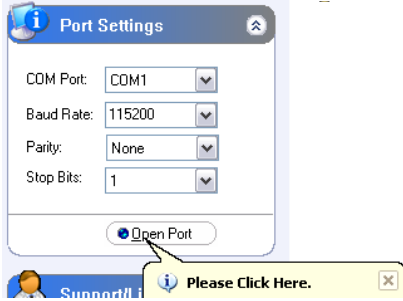 Port Settings
COM Port: COM1
Baud Rate: 115200
Parity: None
Stop Bits: 1
Open Port
Please Click Here.